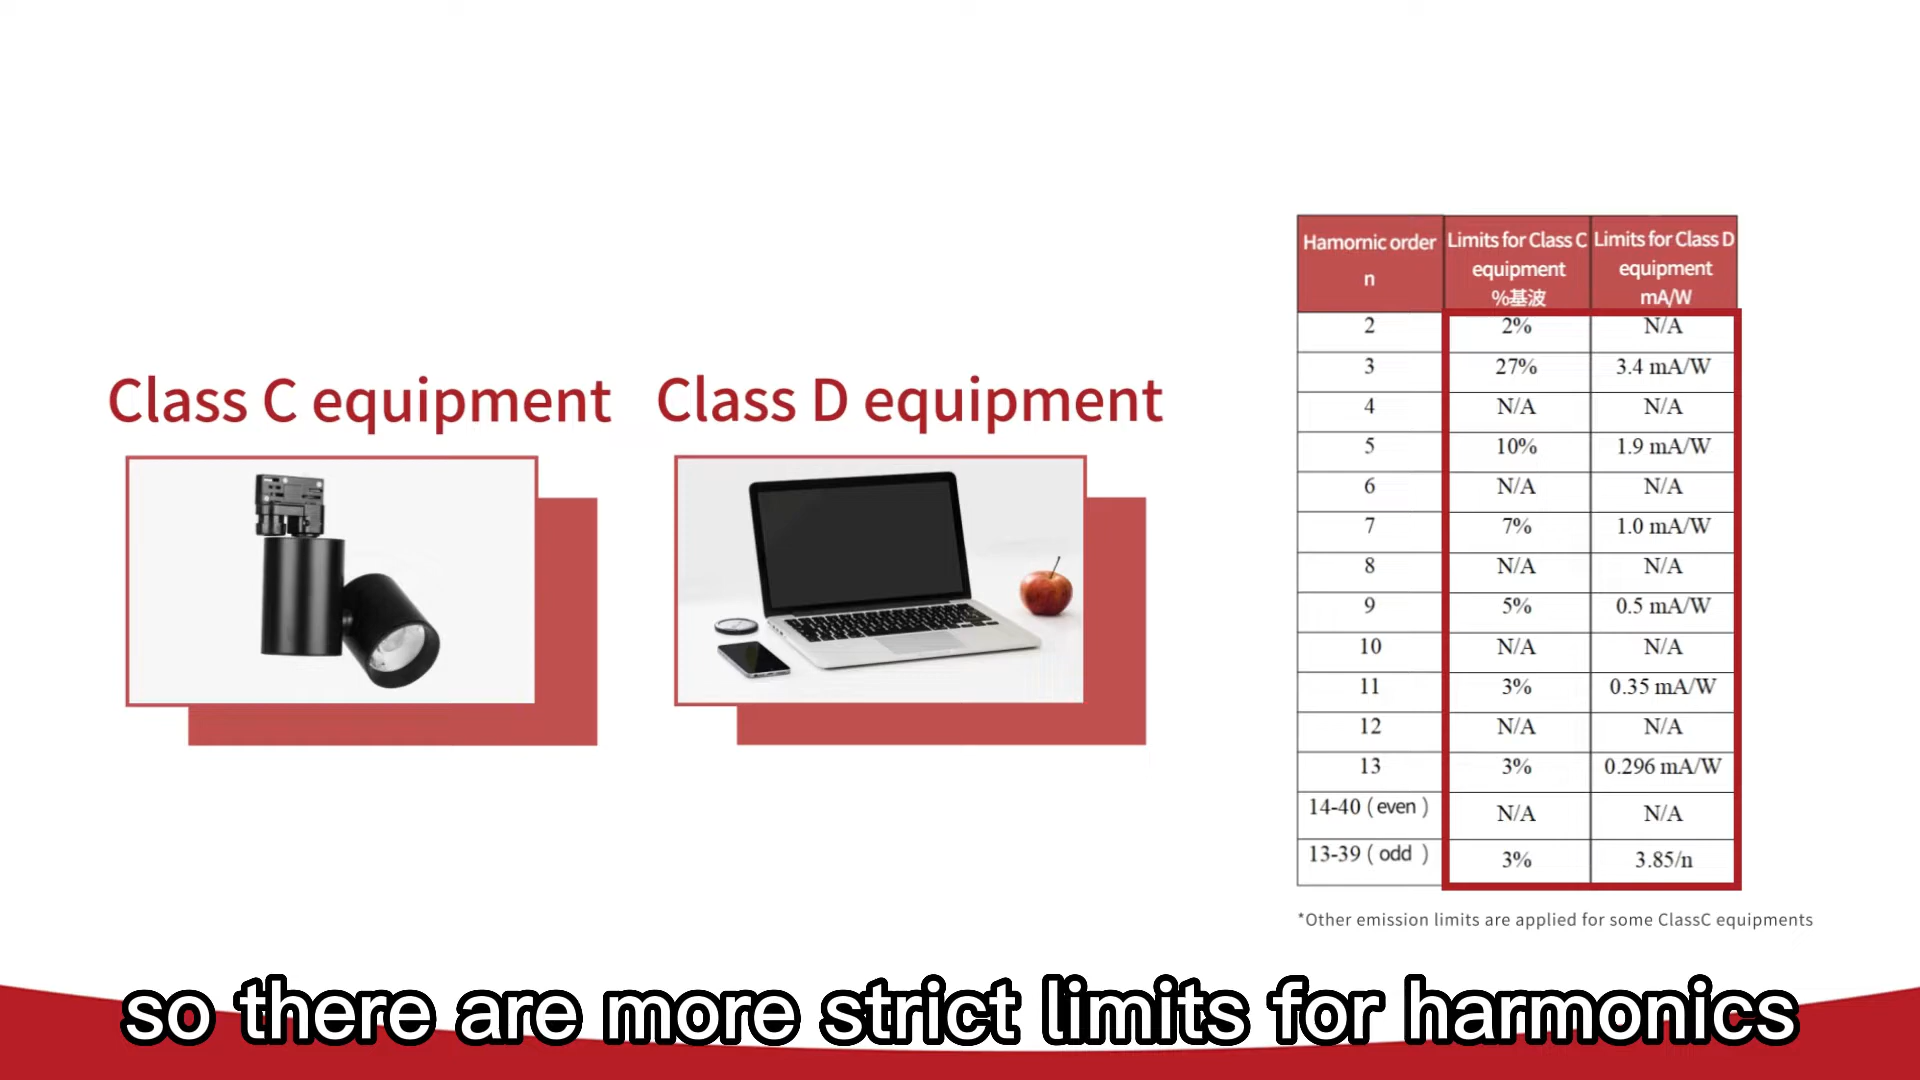 Class C equipment
Class D equipment
Hamornic order n | Limits for Class C equipment %基波 | Limits for Class D equipment mA/W
2 | 2% | N/A
3 | 27% | 3.4 mA/W
4 | N/A | N/A
5 | 10% | 1.9 mA/W
6 | N/A | N/A
7 | 7% | 1.0 mA/W
8 | N/A | N/A
9 | 5% | 0.5 mA/W
10 | N/A | N/A
11 | 3% | 0.35 mA/W
12 | N/A | N/A
13 | 3% | 0.296 mA/W
14-40 ( even ) | N/A | N/A
13-39 ( odd ) | 3% | 3.85/n
*Other emission limits are applied for some ClassC equipments
so there are more strict limits for harmonics